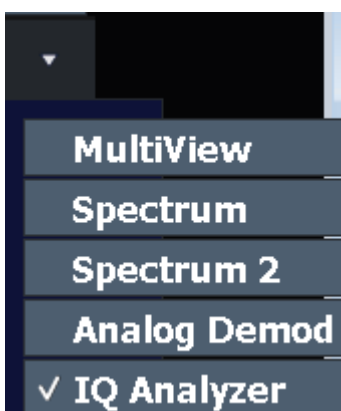 MultiView
Spectrum
Spectrum 2
Analog Demod
✓ IQ Analyzer